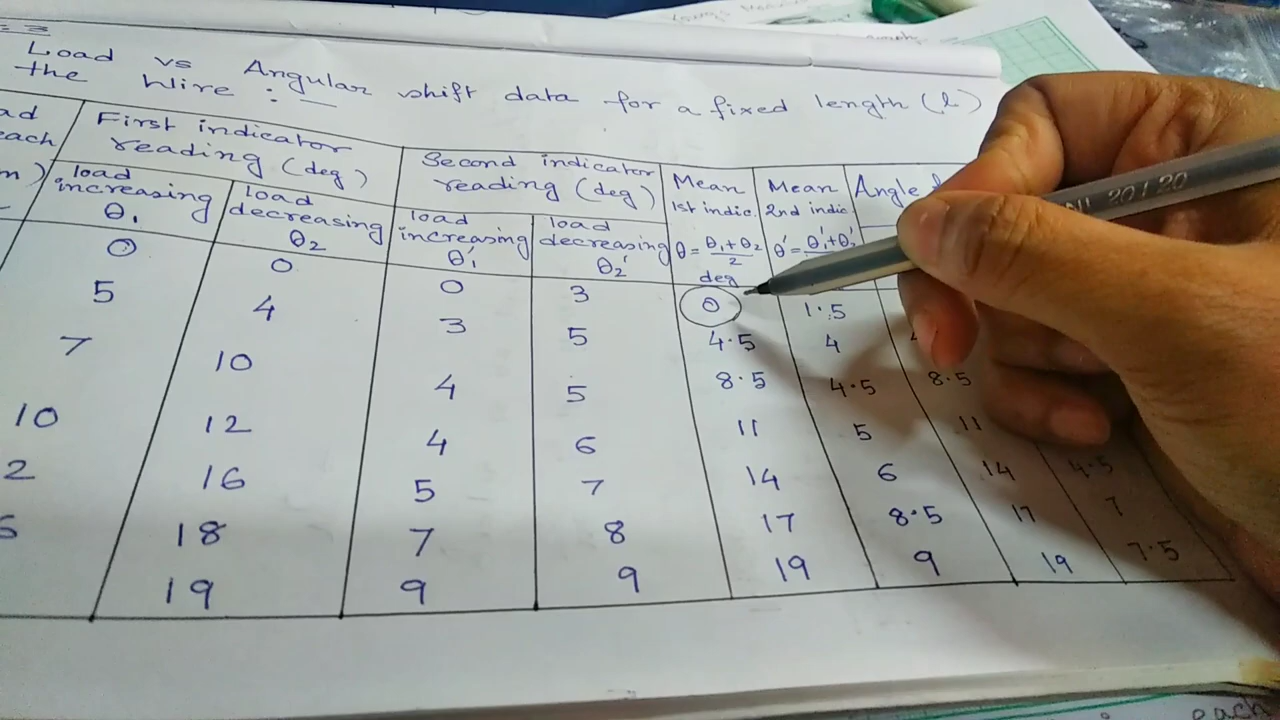 Load vs Angular shift data for a fixed length (l)
the Wire :-
First indicator reading (deg)
Second indicator reading (deg)
Mean 1st indic. θ = θ₁+θ₂/2 deg
Mean 2nd indic. θ' = θ₁'+θ₂'
Angle
load increasing θ₁
load decreasing θ₂
load increasing θ₁'
load decreasing θ₂'
0 0 0 3 0 1.5
5 4 3 5 4.5 4
7 10 4 5 8.5 4.5 8.5
10 12 4 6 11 5 11
2 16 5 7 14 6 14 4.5
18 7 8 17 8.5 17 7
19 9 9 19 9 19 7.5
each